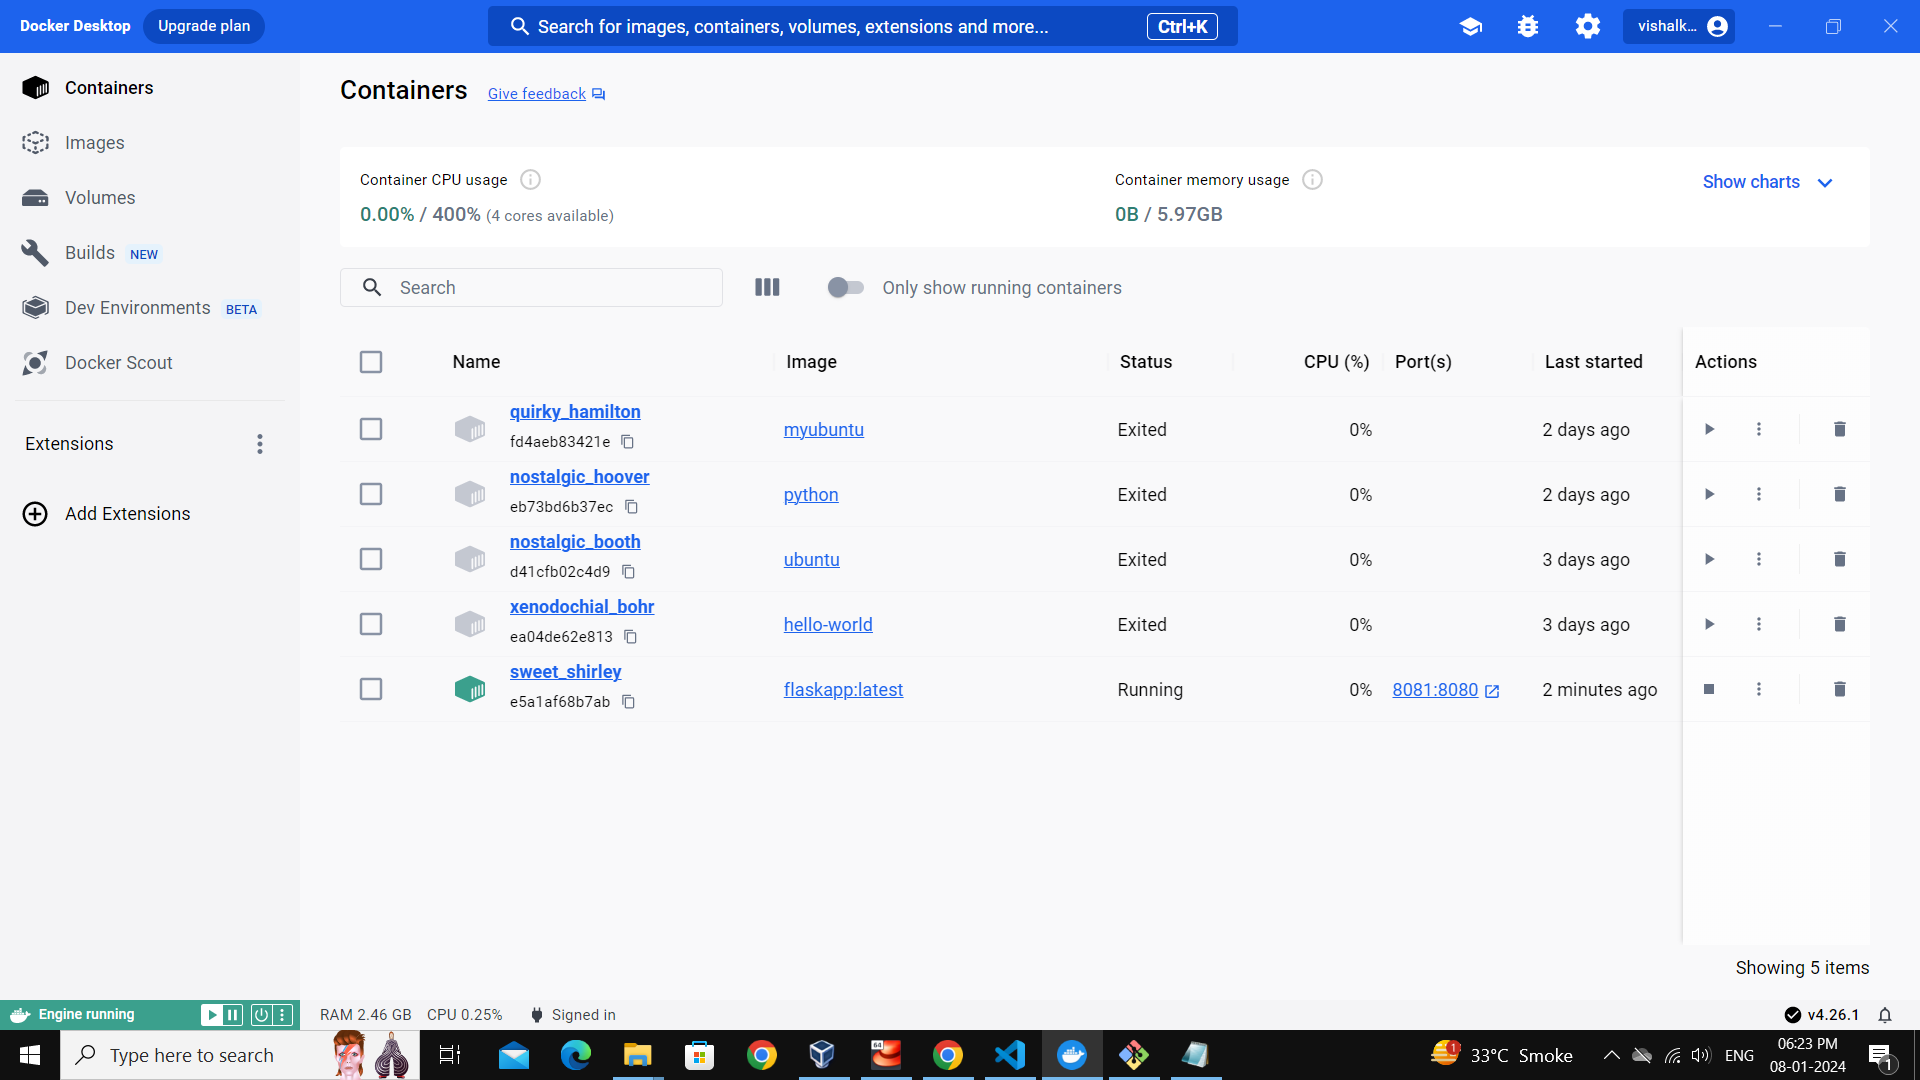 Docker Desktop Upgrade plan Search for images, containers, volumes, extensions and more... Ctrl+K vishalk...
Containers
Images
Volumes
Builds NEW
Dev Environments BETA
Docker Scout
Extensions
Add Extensions
Containers Give feedback
Container CPU usage
0.00% / 400% (4 cores available)
Container memory usage
0B / 5.97GB
Show charts
Search
Only show running containers
Name Image Status CPU (%) Port(s) Last started Actions
quirky_hamilton
fd4aeb83421e
myubuntu Exited 0% 2 days ago
nostalgic_hoover
eb73bd6b37ec
python Exited 0% 2 days ago
nostalgic_booth
d41cfb02c4d9
ubuntu Exited 0% 3 days ago
xenodochial_bohr
ea04de62e813
hello-world Exited 0% 3 days ago
sweet_shirley
e5a1af68b7ab
flaskapp:latest Running 0% 8081:8080 2 minutes ago
Showing 5 items
Engine running RAM 2.46 GB CPU 0.25% Signed in v4.26.1
Type here to search
64
1
33°C Smoke
ENG
06:23 PM
08-01-2024
1